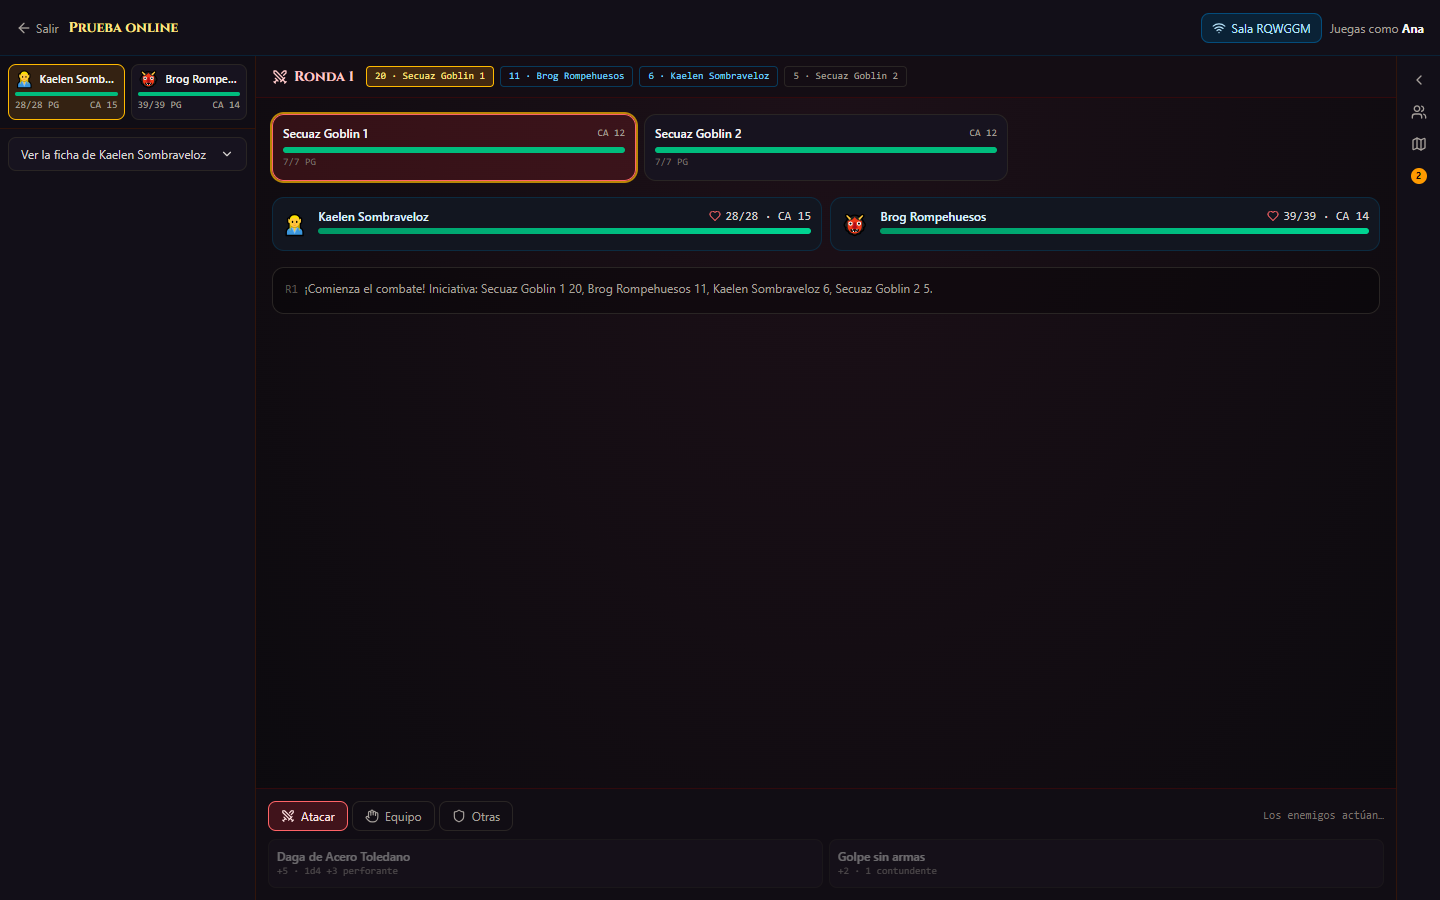 Salir
Prueba online
Sala RQWGGM
Juegas como Ana
Kaelen Somb...
28/28 PG
CA 15
Brog Rompe...
39/39 PG
CA 14
Ver la ficha de Kaelen Sombraveloz
Ronda 1
20 · Secuaz Goblin 1
11 · Brog Rompehuesos
6 · Kaelen Sombraveloz
5 · Secuaz Goblin 2
Secuaz Goblin 1
CA 12
7/7 PG
Secuaz Goblin 2
CA 12
7/7 PG
Kaelen Sombraveloz
28/28 · CA 15
Brog Rompehuesos
39/39 · CA 14
R1 ¡Comienza el combate! Iniciativa: Secuaz Goblin 1 20, Brog Rompehuesos 11, Kaelen Sombraveloz 6, Secuaz Goblin 2 5.
2
Atacar
Equipo
Otras
Los enemigos actúan…
Daga de Acero Toledano
+5 · 1d4 +3 perforante
Golpe sin armas
+2 · 1 contundente